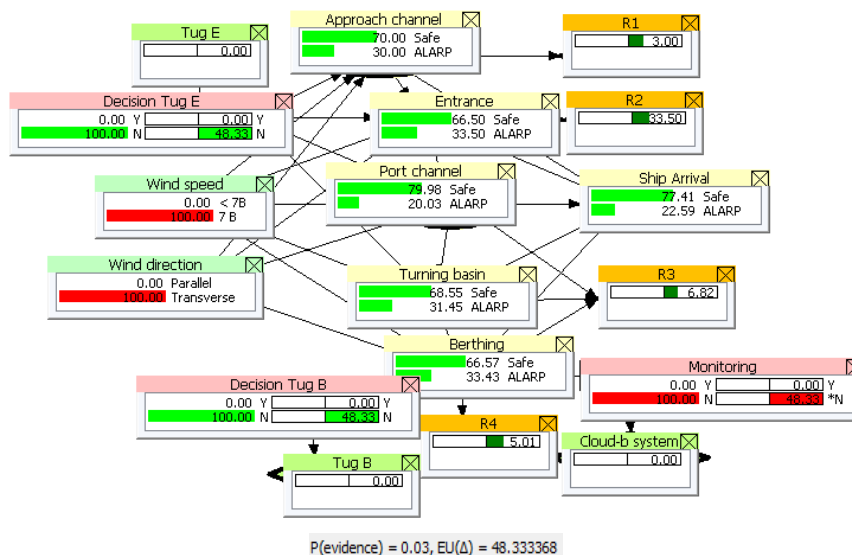 Approach channel
70.00 Safe
30.00 ALARP
R1
3.00
Tug E
0.00
Decision Tug E
0.00 Y 0.00 Y
100.00 N 48.33 N
Entrance
66.50 Safe
33.50 ALARP
R2
33.50
Port channel
79.98 Safe
20.03 ALARP
Wind speed
0.00 < 7B
100.00 7 B
Ship Arrival
77.41 Safe
22.59 ALARP
Wind direction
0.00 Parallel
100.00 Transverse
Turning basin
68.55 Safe
31.45 ALARP
R3
6.82
Berthing
66.57 Safe
33.43 ALARP
Monitoring
0.00 Y 0.00 Y
100.00 N 48.33 *N
Decision Tug B
0.00 Y 0.00 Y
100.00 N 48.33 N
R4
5.01
Cloud-b system
0.00
Tug B
0.00
P(evidence) = 0.03, EU(Δ) = 48.333368